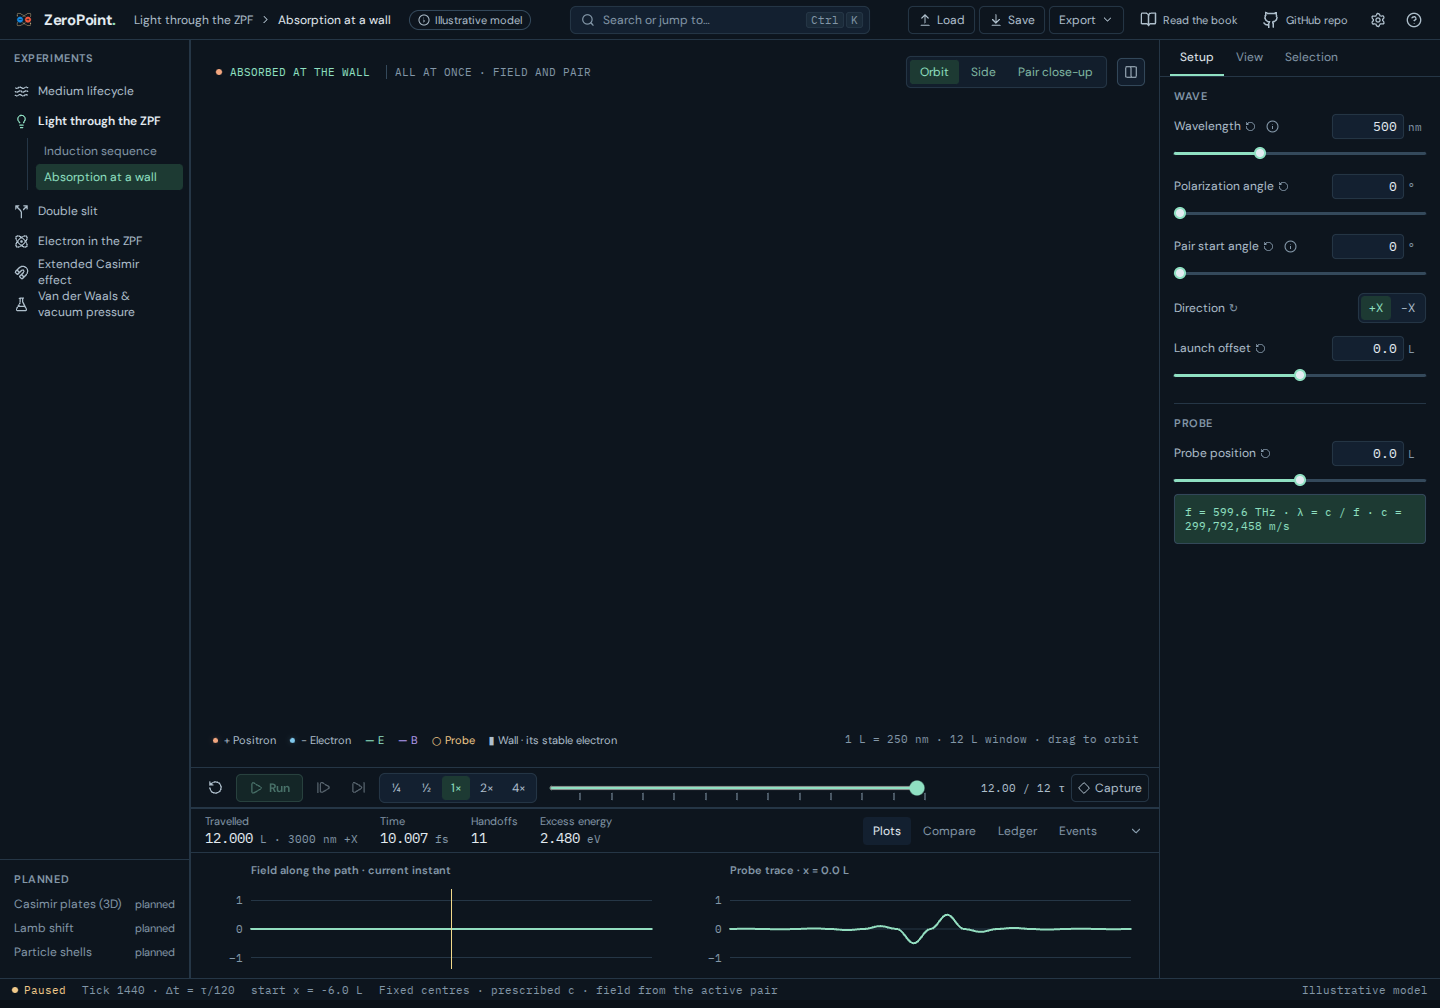 ZeroPoint.
Light through the ZPF > Absorption at a wall
Illustrative model
Search or jump to...
Ctrl K
Load
Save
Export
Read the book
GitHub repo
EXPERIMENTS
Medium lifecycle
Light through the ZPF
Induction sequence
Absorption at a wall
Double slit
Electron in the ZPF
Extended Casimir
effect
Van der Waals &
vacuum pressure
PLANNED
Casimir plates (3D) planned
Lamb shift planned
Particle shells planned
ABSORBED AT THE WALL
ALL AT ONCE · FIELD AND PAIR
Orbit Side Pair close-up
+ Positron − Electron E B Probe Wall · its stable electron
1 L = 250 nm · 12 L window · drag to orbit
Run
¼ ½ 1× 2× 4×
12.00 / 12 τ
Capture
Travelled
12.000 L · 3000 nm +X
Time
10.007 fs
Handoffs
11
Excess energy
2.480 eV
Plots Compare Ledger Events
Field along the path · current instant
1
0
−1
Probe trace · x = 0.0 L
1
0
−1
Setup View Selection
WAVE
Wavelength 500 nm
Polarization angle 0 °
Pair start angle 0 °
Direction ↻ +X −X
Launch offset 0.0 L
PROBE
Probe position 0.0 L
f = 599.6 THz · λ = c / f · c =
299,792,458 m/s
Paused Tick 1440 · Δt = τ/120 start x = -6.0 L Fixed centres · prescribed c · field from the active pair
Illustrative model